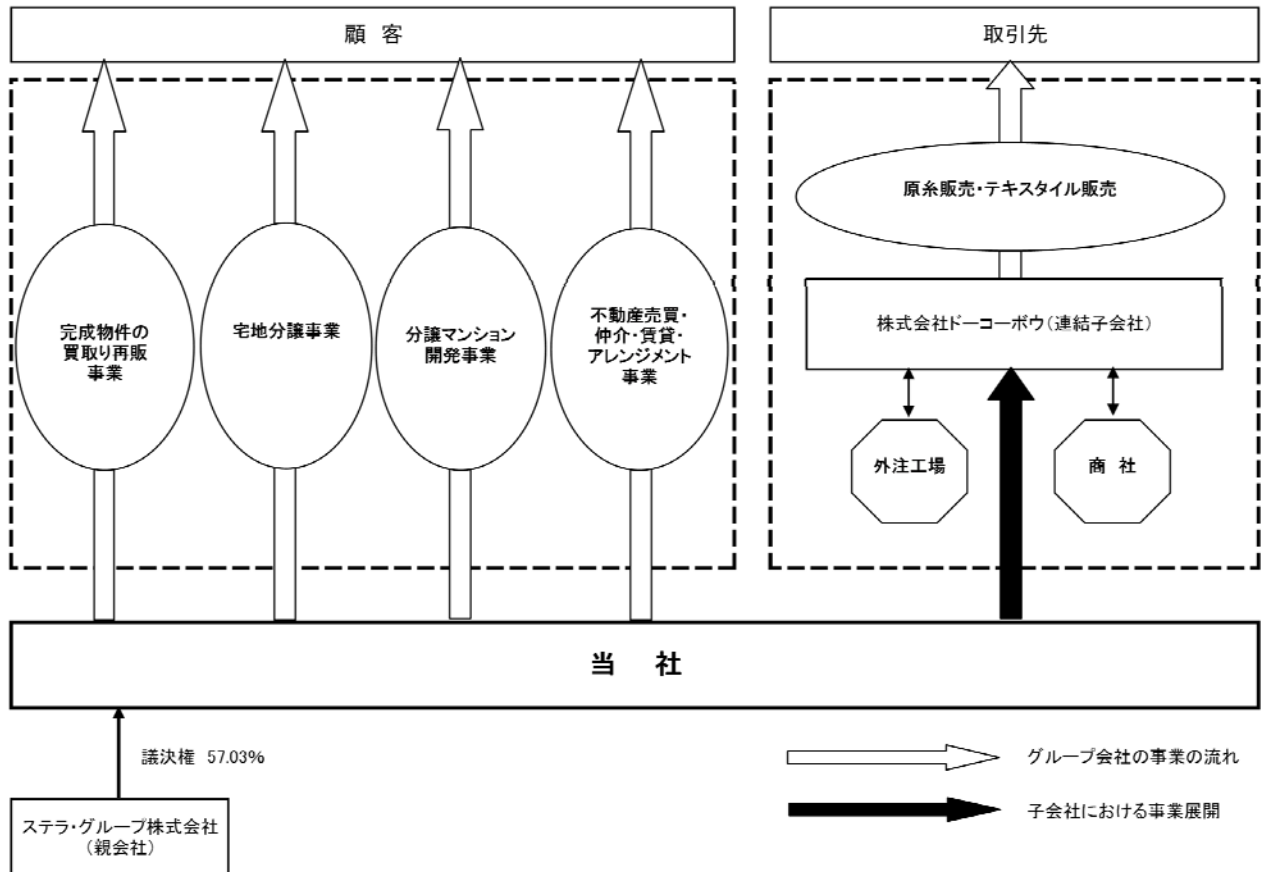 顧 客
取引先
完成物件の
買取り再販
事業
宅地分譲事業
分譲マンション
開発事業
不動産売買・
仲介・賃貸・
アレンジメント
事業
原糸販売・テキスタイル販売
株式会社ドーコーボウ(連結子会社)
外注工場
商 社
当 社
議決権 57.03%
ステラ・グループ株式会社
(親会社)
グループ会社の事業の流れ
子会社における事業展開